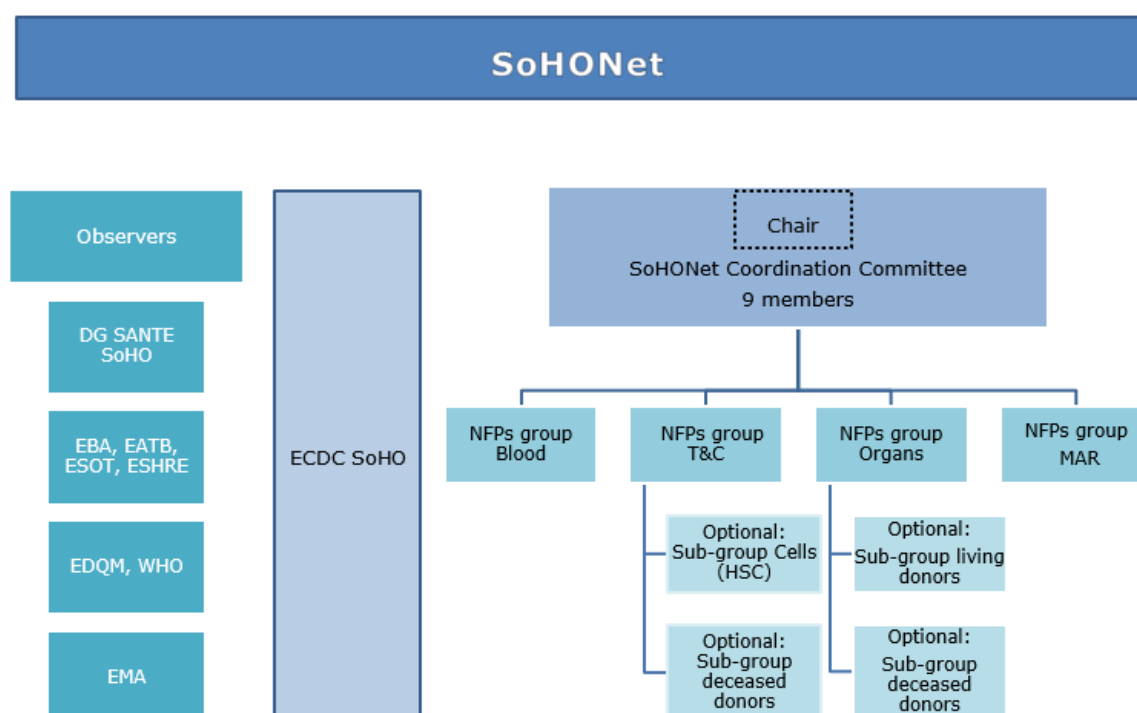 SoHONet
Observers
DG SANTE
SoHO
EBA, EATB,
ESOT, ESHRE
EDQM, WHO
EMA
ECDC SoHO
Chair
SoHONet Coordination Committee
9 members
NFPs group
Blood
NFPs group
T&C
NFPs group
Organs
NFPs group
MAR
Optional:
Sub-group Cells
(HSC)
Optional:
Sub-group
deceased
donors
Optional:
Sub-group living
donors
Optional:
Sub-group
deceased
donors